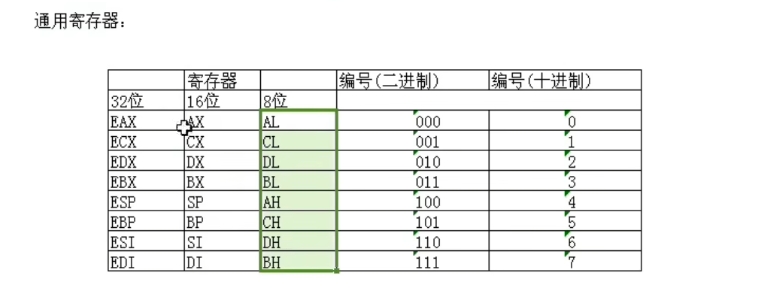 通用寄存器：
寄存器 编号(二进制) 编号(十进制)
32位 16位 8位
EAX AX AL 000 0
ECX CX CL 001 1
EDX DX DL 010 2
EBX BX BL 011 3
ESP SP AH 100 4
EBP BP CH 101 5
ESI SI DH 110 6
EDI DI BH 111 7